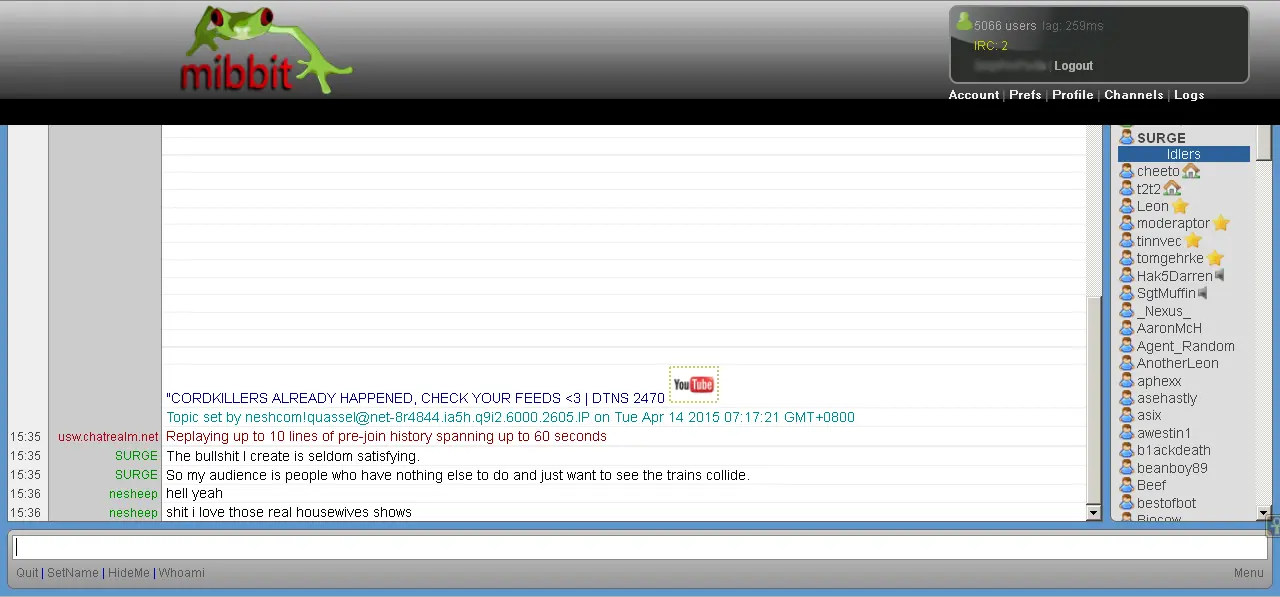 mibbit
5066 users lag: 259ms
IRC: 2
| Logout
Account | Prefs | Profile | Channels | Logs
"CORDKILLERS ALREADY HAPPENED, CHECK YOUR FEEDS <3 | DTNS 2470 YouTube
Topic set by neshcom!quassel@net-8r4844.ia5h.q9i2.6000.2605.IP on Tue Apr 14 2015 07:17:21 GMT+0800
15:35 usw.chatrealm.net Replaying up to 10 lines of pre-join history spanning up to 60 seconds
15:35 SURGE The bullshit I create is seldom satisfying.
15:35 SURGE So my audience is people who have nothing else to do and just want to see the trains collide.
15:36 nesheep hell yeah
15:36 nesheep shit i love those real housewives shows
SURGE
Idlers
cheeto
t2t2
Leon
moderaptor
tinnvec
tomgehrke
Hak5Darren
SgtMuffin
_Nexus_
AaronMcH
Agent_Random
AnotherLeon
aphexx
asehastly
asix
awestin1
b1ackdeath
beanboy89
Beef
bestofbot
Quit | SetName | HideMe | Whoami
Menu